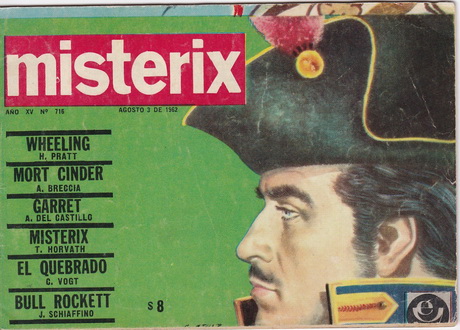 misterix
AÑO XV Nº 716
AGOSTO 3 DE 1962
WHEELING
H. PRATT
MORT CINDER
A. BRECCIA
GARRET
A. DEL CASTILLO
MISTERIX
T. HORVATH
EL QUEBRADO
C. VOGT
BULL ROCKETT
J. SCHIAFFINO
$ 8
e